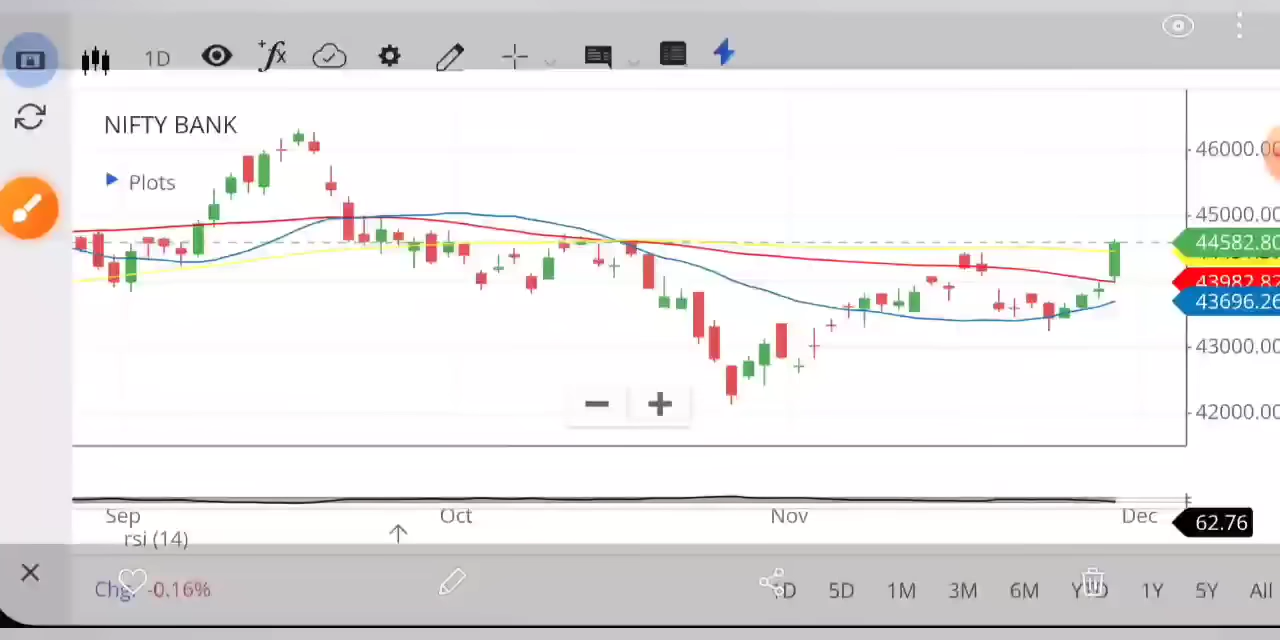 1D
NIFTY BANK
Plots
46000.00
45000.00
44582.80
43982.82
43696.26
43000.00
42000.00
Sep Oct Nov Dec
62.76
rsi (14)
Chg. -0.16%
1D 5D 1M 3M 6M YTD 1Y 5Y All